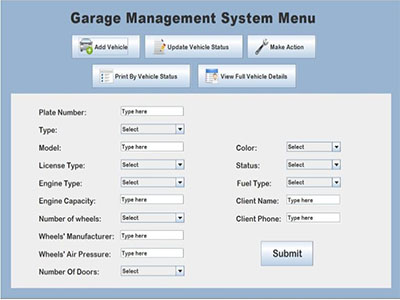 Garage Management System Menu
Add Vehicle Update Vehicle Status Make Action
Print By Vehicle Status View Full Vehicle Details
Plate Number: Type here
Type: Select
Model: Type here Color: Select
License Type: Select Status: Select
Engine Type: Select Fuel Type: Select
Engine Capacity: Type here Client Name: Type here
Number of wheels: Select Client Phone: Type here
Wheels' Manufacturer: Type here
Wheels' Air Pressure: Type here
Submit
Number Of Doors: Select